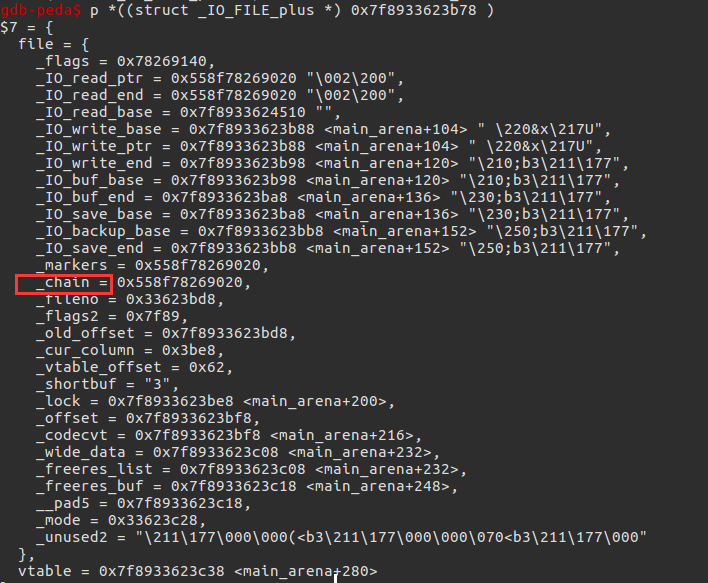 gdb-peda$ p *((struct _IO_FILE_plus *) 0x7f8933623b78 )
$7 = {
  file = {
    _flags = 0x78269140,
    _IO_read_ptr = 0x558f78269020 "\002\200",
    _IO_read_end = 0x558f78269020 "\002\200",
    _IO_read_base = 0x7f8933624510 "",
    _IO_write_base = 0x7f8933623b88 <main_arena+104> " \220&x\217U",
    _IO_write_ptr = 0x7f8933623b88 <main_arena+104> " \220&x\217U",
    _IO_write_end = 0x7f8933623b98 <main_arena+120> "\210;b3\211\177",
    _IO_buf_base = 0x7f8933623b98 <main_arena+120> "\210;b3\211\177",
    _IO_buf_end = 0x7f8933623ba8 <main_arena+136> "\230;b3\211\177",
    _IO_save_base = 0x7f8933623ba8 <main_arena+136> "\230;b3\211\177",
    _IO_backup_base = 0x7f8933623bb8 <main_arena+152> "\250;b3\211\177",
    _IO_save_end = 0x7f8933623bb8 <main_arena+152> "\250;b3\211\177",
    _markers = 0x558f78269020,
    _chain = 0x558f78269020,
    _fileno = 0x33623bd8,
    _flags2 = 0x7f89,
    _old_offset = 0x7f8933623bd8,
    _cur_column = 0x3be8,
    _vtable_offset = 0x62,
    _shortbuf = "3",
    _lock = 0x7f8933623be8 <main_arena+200>,
    _offset = 0x7f8933623bf8,
    _codecvt = 0x7f8933623bf8 <main_arena+216>,
    _wide_data = 0x7f8933623c08 <main_arena+232>,
    _freeres_list = 0x7f8933623c08 <main_arena+232>,
    _freeres_buf = 0x7f8933623c18 <main_arena+248>,
    __pad5 = 0x7f8933623c18,
    _mode = 0x33623c28,
    _unused2 = "\211\177\000\000(<b3\211\177\000\000\070<b3\211\177\000"
  },
  vtable = 0x7f8933623c38 <main_arena+280>